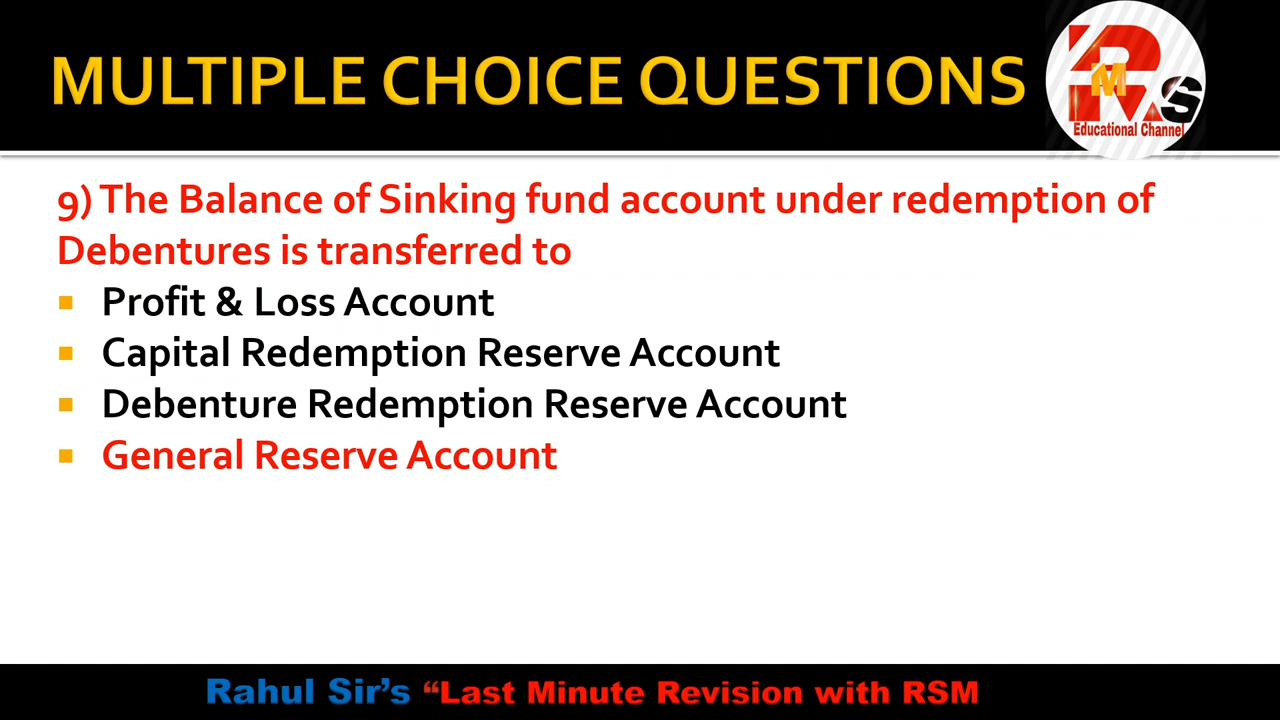 MULTIPLE CHOICE QUESTIONS
R
M
S
Educational Channel
9) The Balance of Sinking fund account under redemption of
Debentures is transferred to
Profit & Loss Account
Capital Redemption Reserve Account
Debenture Redemption Reserve Account
General Reserve Account
Rahul Sir's “Last Minute Revision with RSM